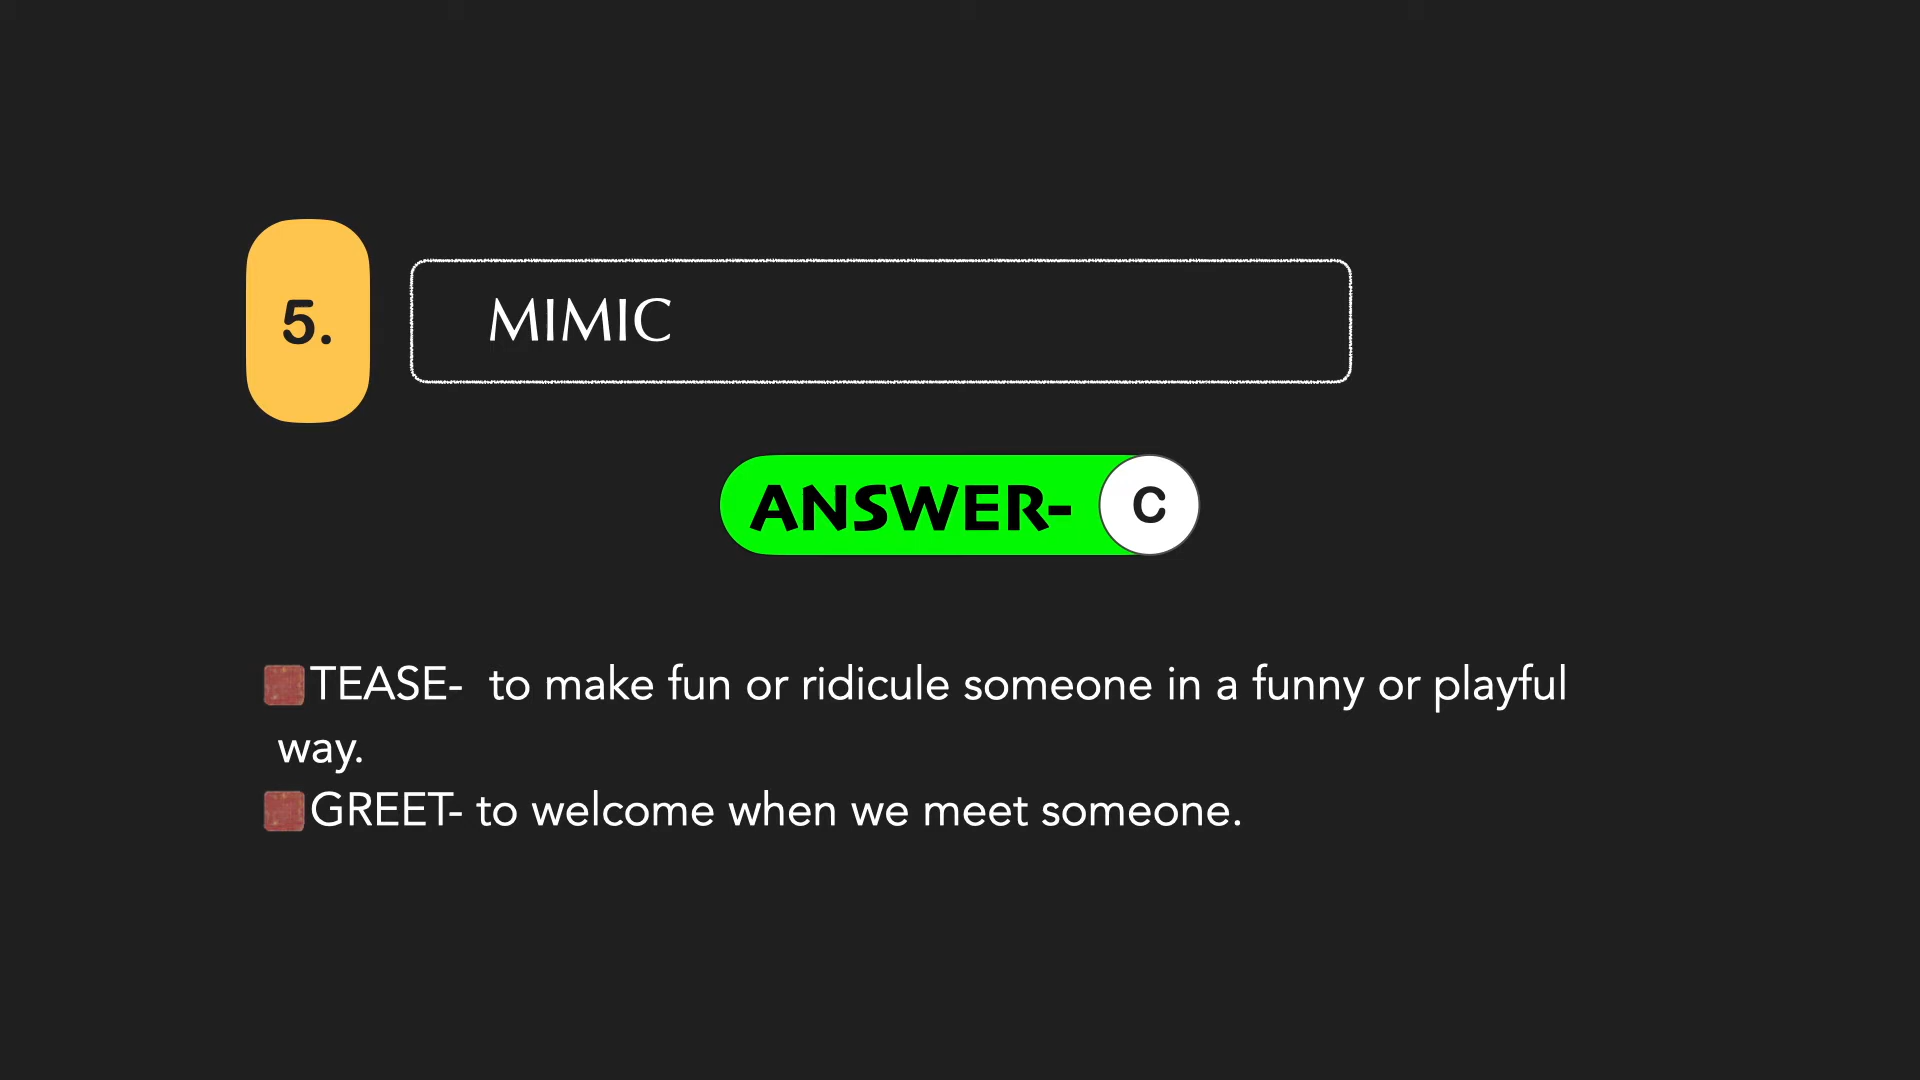 5.
MIMIC
ANSWER- C
TEASE- to make fun or ridicule someone in a funny or playful
way.
GREET- to welcome when we meet someone.